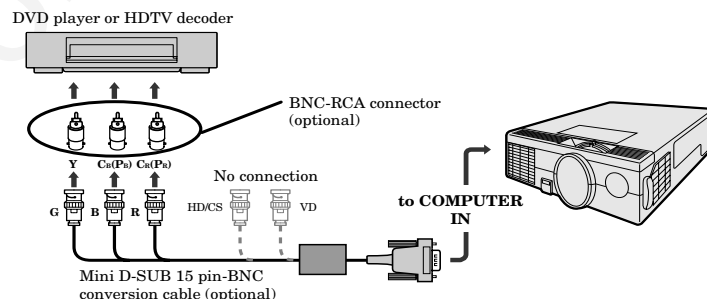 DVD player or HDTV decoder
BNC-RCA connector
(optional)
Y
CB(PB)
CR(PR)
No connection
G
B
R
HD/CS
VD
to COMPUTER
IN
Mini D-SUB 15 pin-BNC
conversion cable (optional)